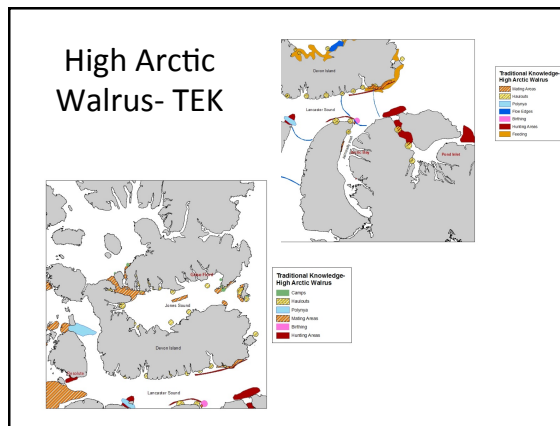 High Arctic
Walrus- TEK
Devon Island
Lancaster Sound
Pond Inlet
Traditional Knowledge-
High Arctic Walrus
Mating Areas
Haulouts
Polynya
Floe Edges
Birthing
Hunting Areas
Feeding
Jones Sound
Devon Island
Lancaster Sound
Traditional Knowledge-
High Arctic Walrus
Camps
Haulouts
Polynya
Mating Areas
Birthing
Hunting Areas